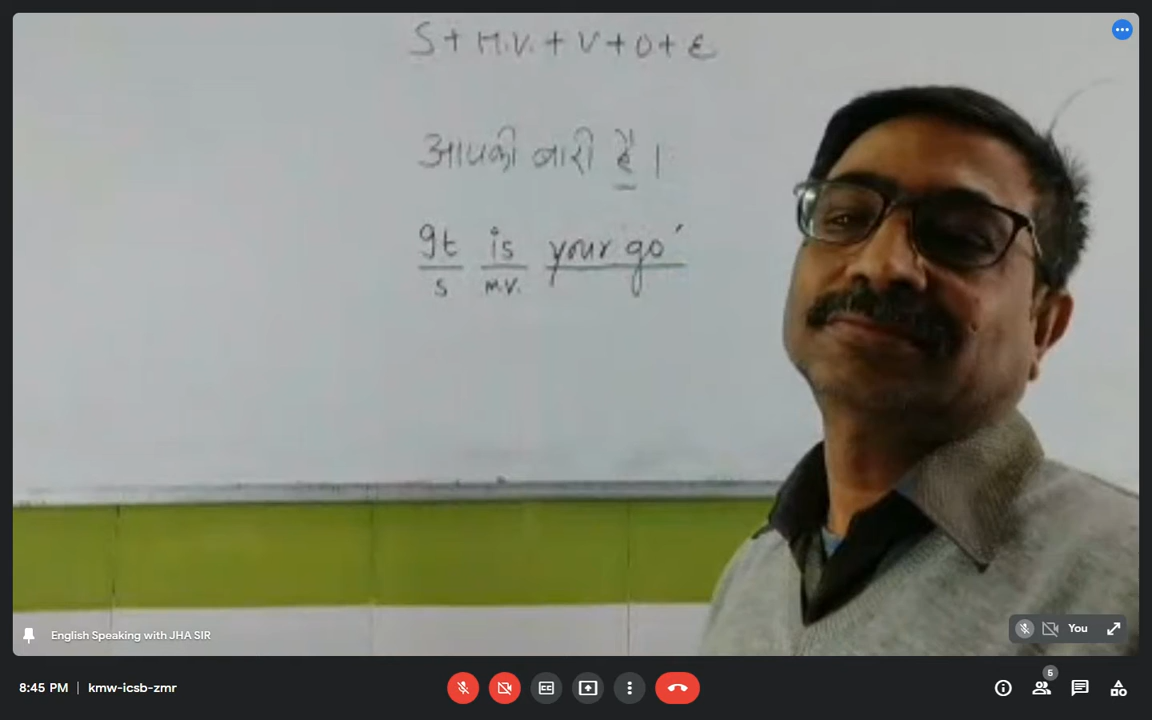 S + M.V. + V + O + E
आपकी बारी है।
It is your go'
S M.V.
English Speaking with JHA SIR
You
8:45 PM | kmw-icsb-zmr
5